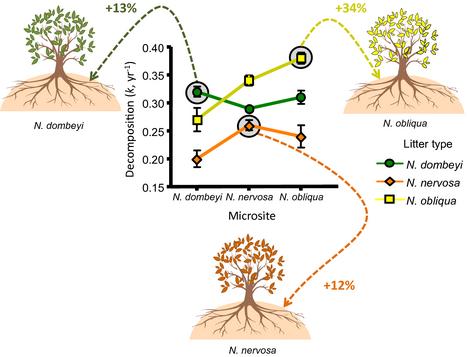 +13%
+34%
N. dombeyi
N. obliqua
Decomposition (k, yr⁻¹)
0.40
0.35
0.30
0.25
0.20
0.15
N. dombeyi N. nervosa N. obliqua
Microsite
Litter type
N. dombeyi
N. nervosa
N. obliqua
+12%
N. nervosa